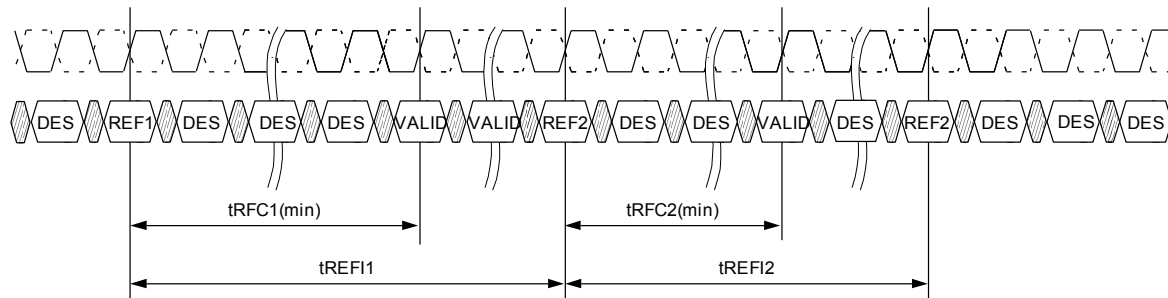 DES REF1 DES DES DES VALID VALID REF2 DES DES VALID DES REF2 DES DES DES
tRFC1(min) tRFC2(min)
tREFI1 tREFI2